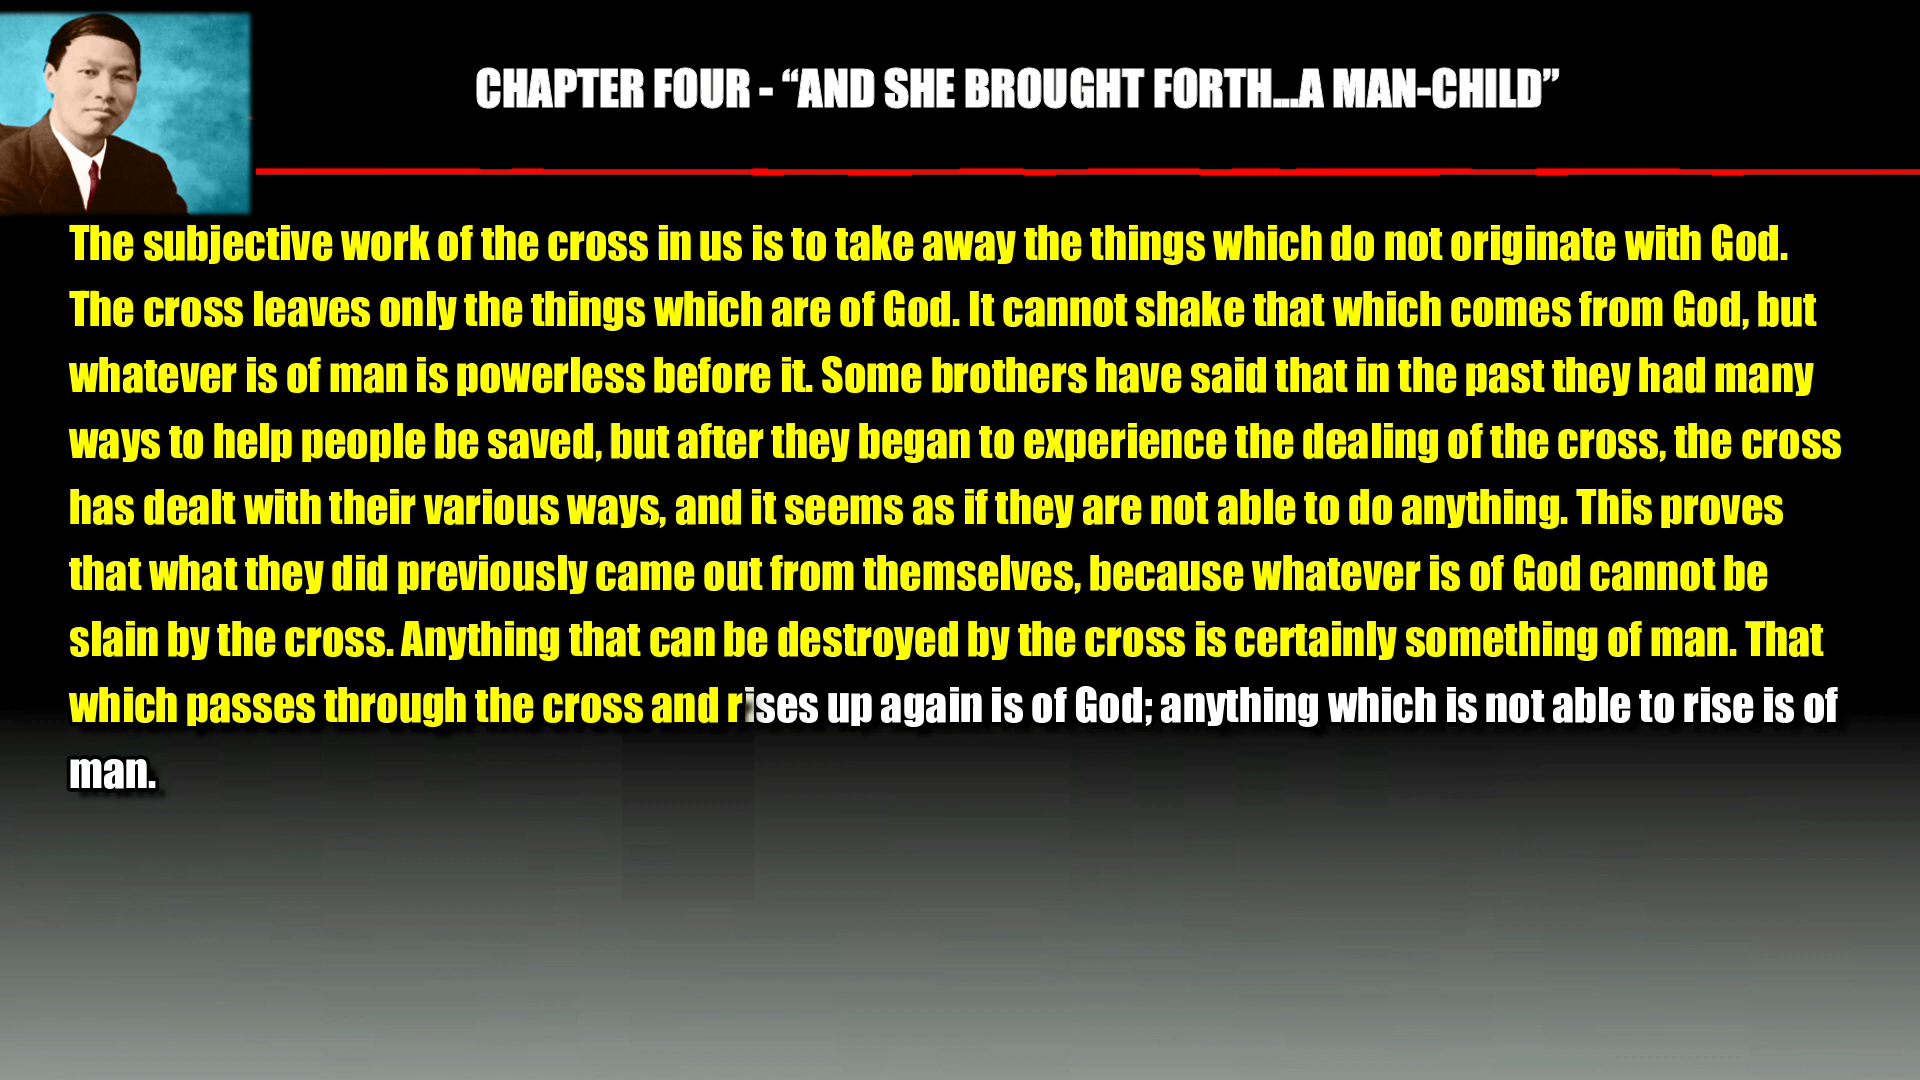 CHAPTER FOUR - “AND SHE BROUGHT FORTH...A MAN-CHILD”
The subjective work of the cross in us is to take away the things which do not originate with God.
The cross leaves only the things which are of God. It cannot shake that which comes from God, but
whatever is of man is powerless before it. Some brothers have said that in the past they had many
ways to help people be saved, but after they began to experience the dealing of the cross, the cross
has dealt with their various ways, and it seems as if they are not able to do anything. This proves
that what they did previously came out from themselves, because whatever is of God cannot be
slain by the cross. Anything that can be destroyed by the cross is certainly something of man. That
which passes through the cross and rises up again is of God; anything which is not able to rise is of
man.